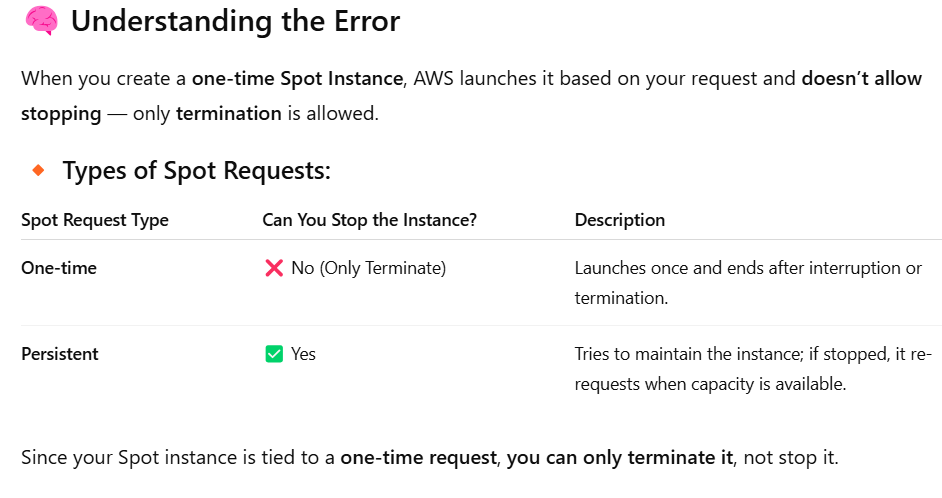 🧠 Understanding the Error
When you create a one-time Spot Instance, AWS launches it based on your request and doesn’t allow
stopping — only termination is allowed.
🔸 Types of Spot Requests:
Spot Request Type Can You Stop the Instance? Description
One-time ❌ No (Only Terminate) Launches once and ends after interruption or
termination.
Persistent ✅ Yes Tries to maintain the instance; if stopped, it re-
requests when capacity is available.
Since your Spot instance is tied to a one-time request, you can only terminate it, not stop it.